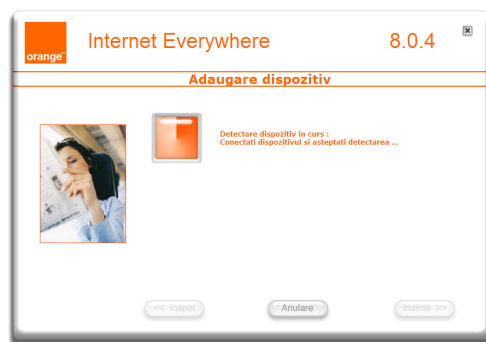 orange™
Internet Everywhere
8.0.4
Adaugare dispozitiv
Detectare dispozitiv in curs :
Conectati dispozitivul si asteptati detectarea ...
<< Inapoi
Anulare
Inainte >>